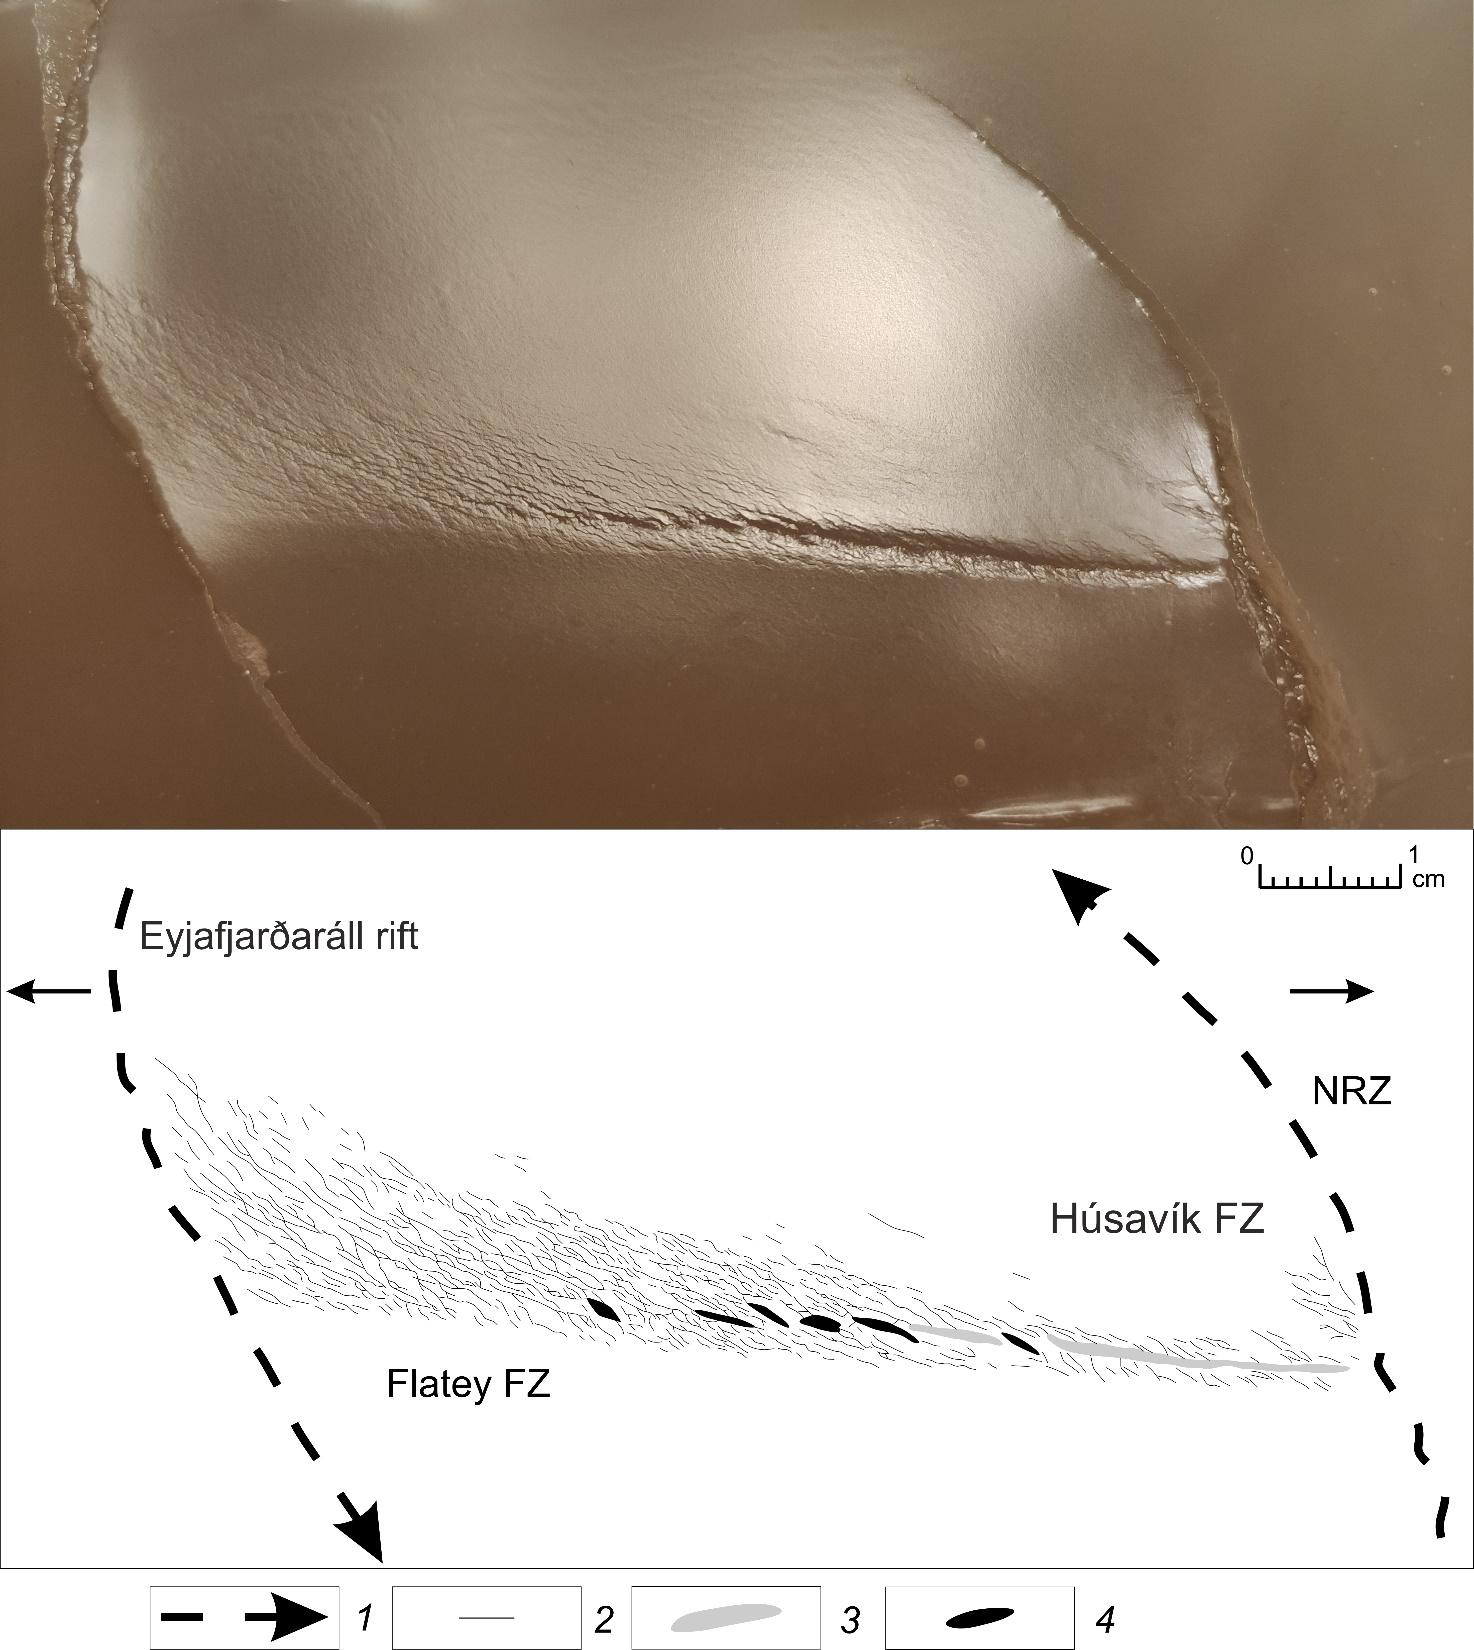 0 1
cm
Eyjafjarðaráll rift
NRZ
Húsavík FZ
Flatey FZ
1 2 3 4